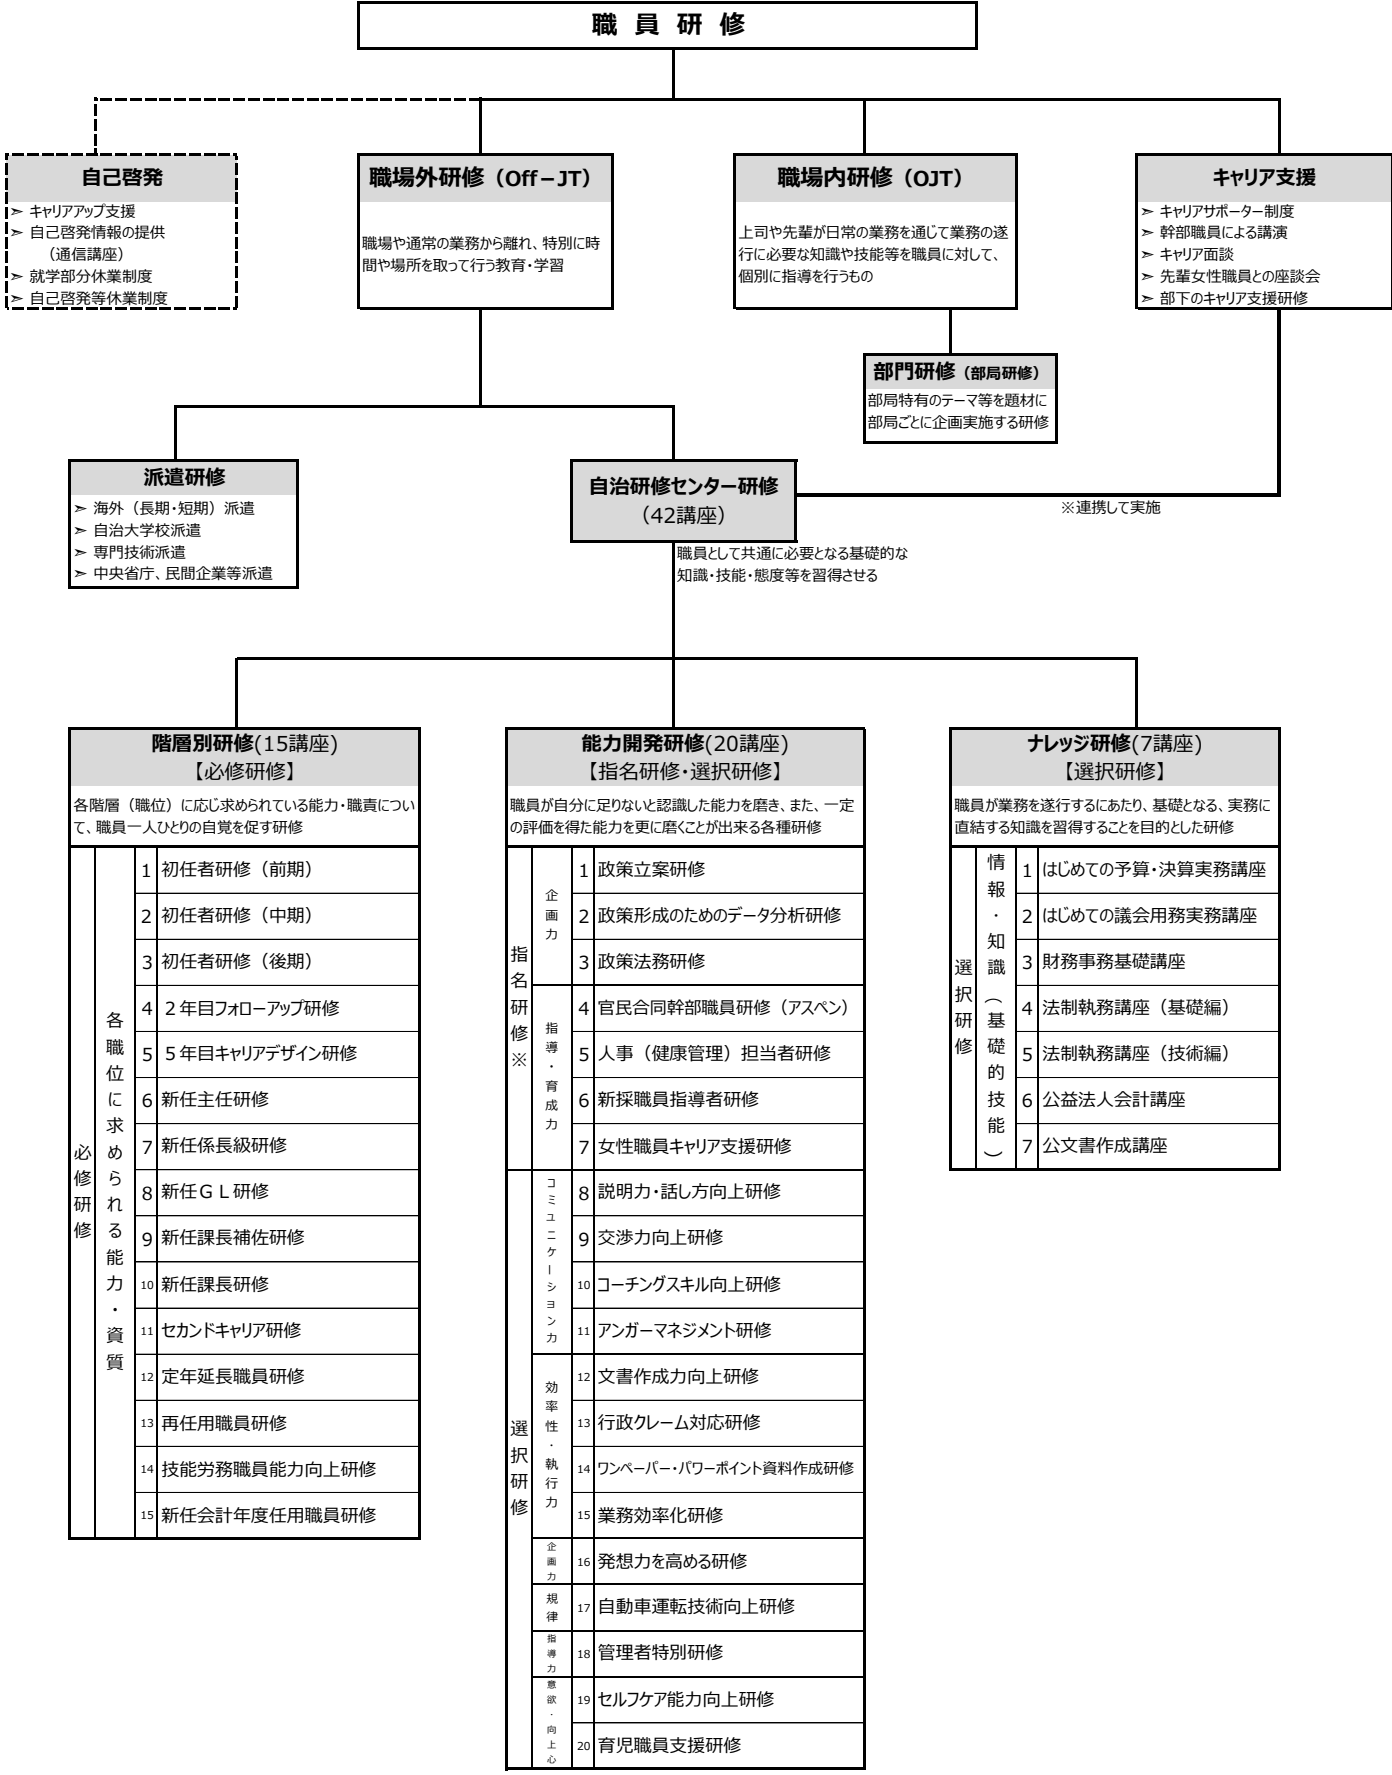 職 員 研 修
自己啓発
➣ キャリアアップ支援
➣ 自己啓発情報の提供
（通信講座）
➣ 就学部分休業制度
➣ 自己啓発等休業制度
職場外研修（Off－JT）
職場や通常の業務から離れ、特別に時
間や場所を取って行う教育・学習
職場内研修（OJT）
上司や先輩が日常の業務を通じて業務の遂
行に必要な知識や技能等を職員に対して、
個別に指導を行うもの
キャリア支援
➣ キャリアサポーター制度
➣ 幹部職員による講演
➣ キャリア面談
➣ 先輩女性職員との座談会
➣ 部下のキャリア支援研修
部門研修（部局研修）
部局特有のテーマ等を題材に
部局ごとに企画実施する研修
派遣研修
➣ 海外（長期・短期）派遣
➣ 自治大学校派遣
➣ 専門技術派遣
➣ 中央省庁、民間企業等派遣
自治研修センター研修
（42講座）
※連携して実施
職員として共通に必要となる基礎的な
知識・技能・態度等を習得させる
階層別研修(15講座)
【必修研修】
各階層（職位）に応じ求められている能力・職責につい
て、職員一人ひとりの自覚を促す研修
必修研修
各職位に求められる能力・資質
1 初任者研修（前期）
2 初任者研修（中期）
3 初任者研修（後期）
4 ２年目フォローアップ研修
5 ５年目キャリアデザイン研修
6 新任主任研修
7 新任係長級研修
8 新任ＧＬ研修
9 新任課長補佐研修
10 新任課長研修
11 セカンドキャリア研修
12 定年延長職員研修
13 再任用職員研修
14 技能労務職員能力向上研修
15 新任会計年度任用職員研修
能力開発研修(20講座)
【指名研修・選択研修】
職員が自分に足りないと認識した能力を磨き、また、一定
の評価を得た能力を更に磨くことが出来る各種研修
指名研修※
企画力
1 政策立案研修
2 政策形成のためのデータ分析研修
3 政策法務研修
指導・育成力
4 官民合同幹部職員研修（アスペン）
5 人事（健康管理）担当者研修
6 新採職員指導者研修
7 女性職員キャリア支援研修
選択研修
コミュニケーション力
8 説明力・話し方向上研修
9 交渉力向上研修
10 コーチングスキル向上研修
11 アンガーマネジメント研修
効率性・執行力
12 文書作成力向上研修
13 行政クレーム対応研修
14 ワンペーパー・パワーポイント資料作成研修
15 業務効率化研修
企画力
16 発想力を高める研修
規律
17 自動車運転技術向上研修
指導力
18 管理者特別研修
意欲・向上心
19 セルフケア能力向上研修
20 育児職員支援研修
ナレッジ研修(7講座)
【選択研修】
職員が業務を遂行するにあたり、基礎となる、実務に
直結する知識を習得することを目的とした研修
選択研修
情報・知識（基礎的技能）
1 はじめての予算・決算実務講座
2 はじめての議会用務実務講座
3 財務事務基礎講座
4 法制執務講座（基礎編）
5 法制執務講座（技術編）
6 公益法人会計講座
7 公文書作成講座